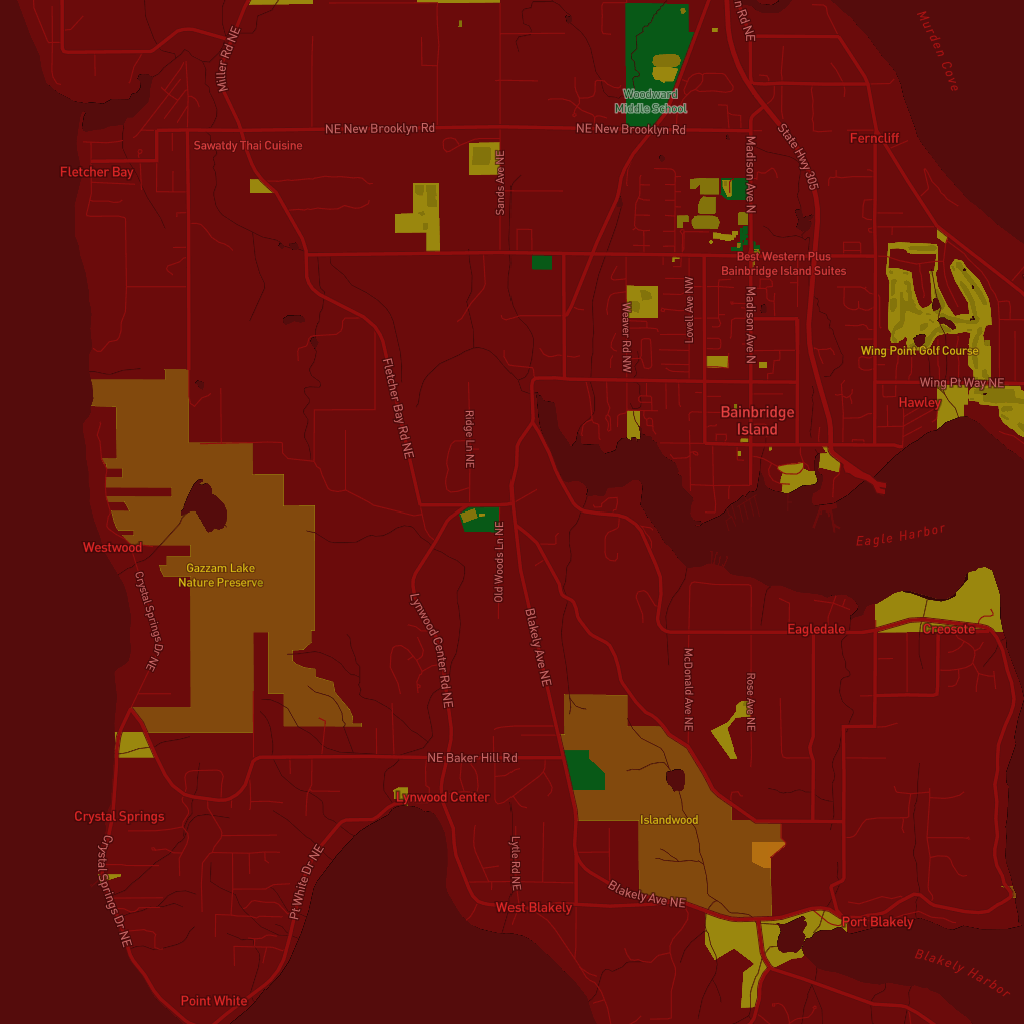 Miller Rd NE
n Rd NE
Murden Cove
Woodward
Middle School
NE New Brooklyn Rd
NE New Brooklyn Rd
State Hwy 305
Ferncliff
Sawatdy Thai Cuisine
Fletcher Bay
Sands Ave NE
Madison Ave N
Best Western Plus
Bainbridge Island Suites
Weaver Rd NW
Lovell Ave NW
Madison Ave N
Wing Point Golf Course
Fletcher Bay Rd NE
Wing Pt Way NE
Hawley
Ridge Ln NE
Bainbridge
Island
Eagle Harbor
Westwood
Old Woods Ln NE
Gazzam Lake
Nature Preserve
Crystal Springs Dr NE
Lynwood Center Rd NE
Blakely Ave NE
Eagledale
Creosote
McDonald Ave NE
Rose Ave NE
NE Baker Hill Rd
Lynwood Center
Crystal Springs
Islandwood
Crystal Springs Dr NE
Pt White Dr NE
Lytle Rd NE
Blakely Ave NE
West Blakely
Port Blakely
Blakely Harbor
Point White